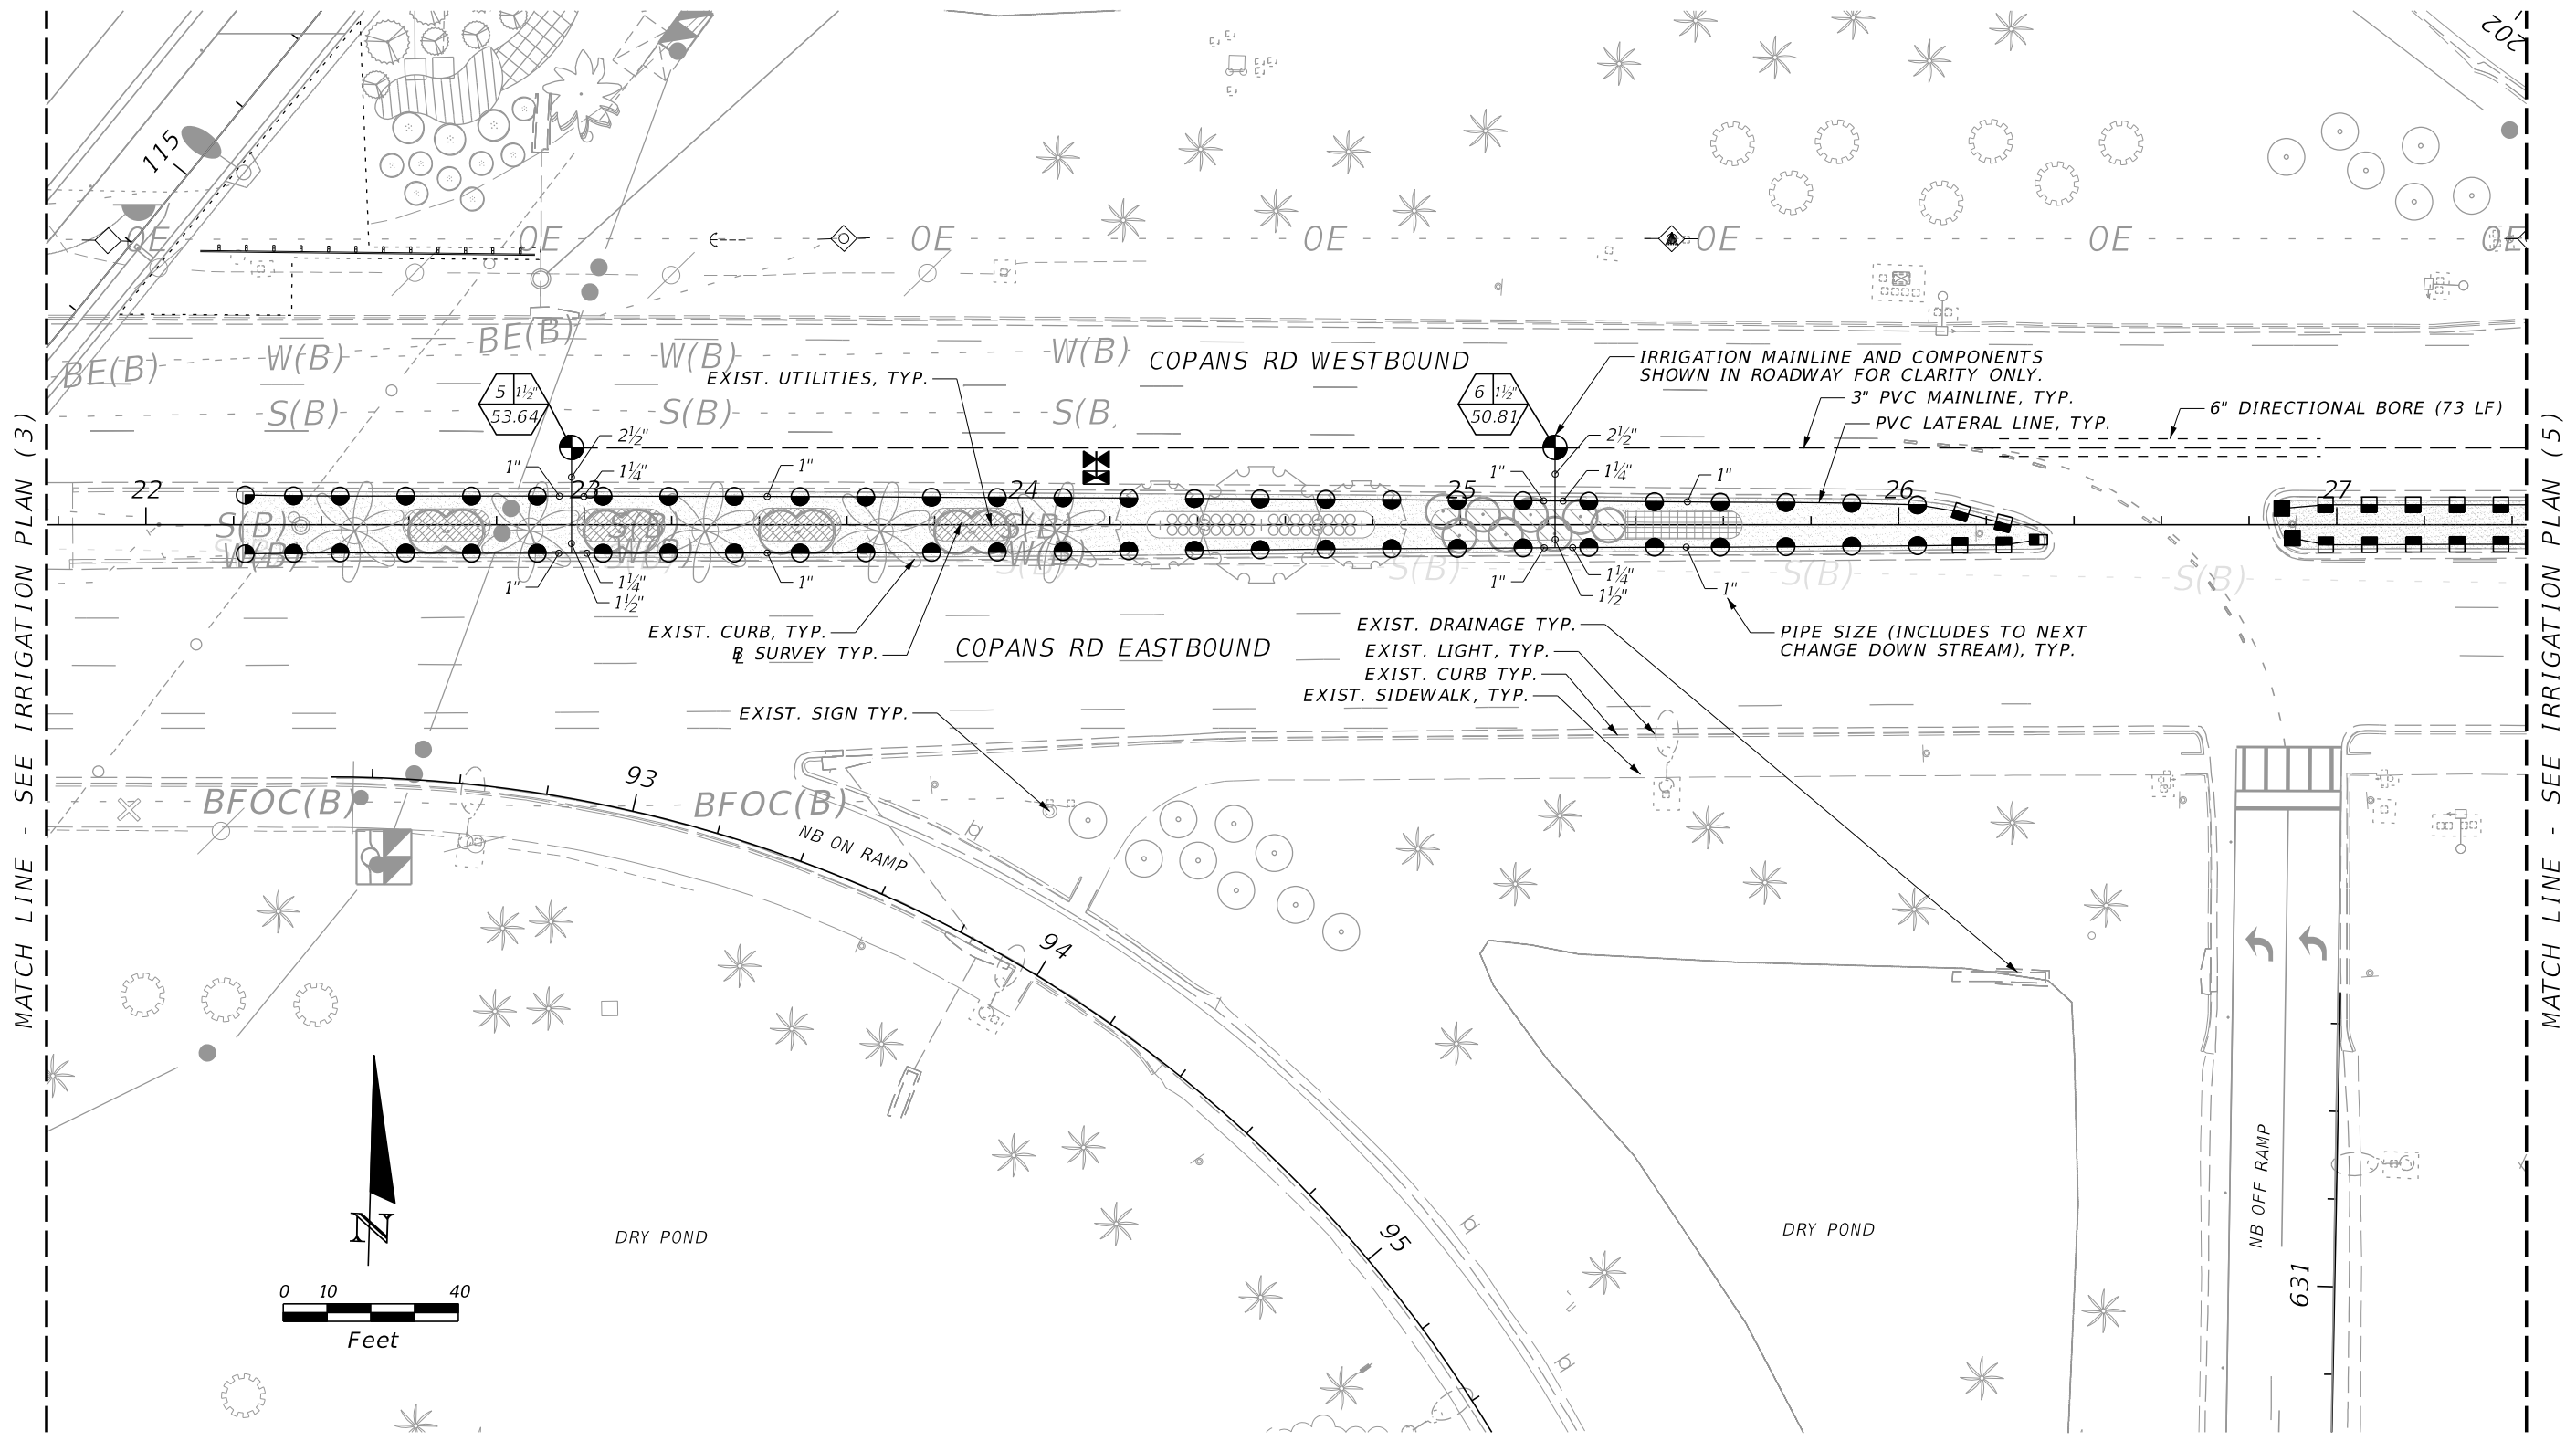 202
115
OE OE OE OE OE OE OE
BE(B) BE(B)
W(B) W(B) W(B)
COPANS RD WESTBOUND
IRRIGATION MAINLINE AND COMPONENTS
SHOWN IN ROADWAY FOR CLARITY ONLY.
EXIST. UTILITIES, TYP.
3" PVC MAINLINE, TYP.
6" DIRECTIONAL BORE (73 LF)
PVC LATERAL LINE, TYP.
5 1½"
53.64
6 1½"
50.81
S(B) S(B) S(B)
2½" 2½"
1" 1¼" 1" 1" 1¼" 1"
22 23 24 25 26 27
S(B) S(B) S(B)
W(B) W(B) W(B)
S(B) S(B) S(B) S(B)
1" 1¼" 1" 1" 1¼" 1"
1½" 1½"
EXIST. CURB, TYP.
BL SURVEY TYP.
COPANS RD EASTBOUND
EXIST. DRAINAGE TYP.
EXIST. LIGHT, TYP.
EXIST. CURB TYP.
EXIST. SIDEWALK, TYP.
PIPE SIZE (INCLUDES TO NEXT
CHANGE DOWN STREAM), TYP.
EXIST. SIGN TYP.
93
BFOC(B) BFOC(B)
NB ON RAMP
94
95
DRY POND
DRY POND
NB OFF RAMP
631
N
0 10 40
Feet
MATCH LINE - SEE IRRIGATION PLAN (3)
MATCH LINE - SEE IRRIGATION PLAN (5)